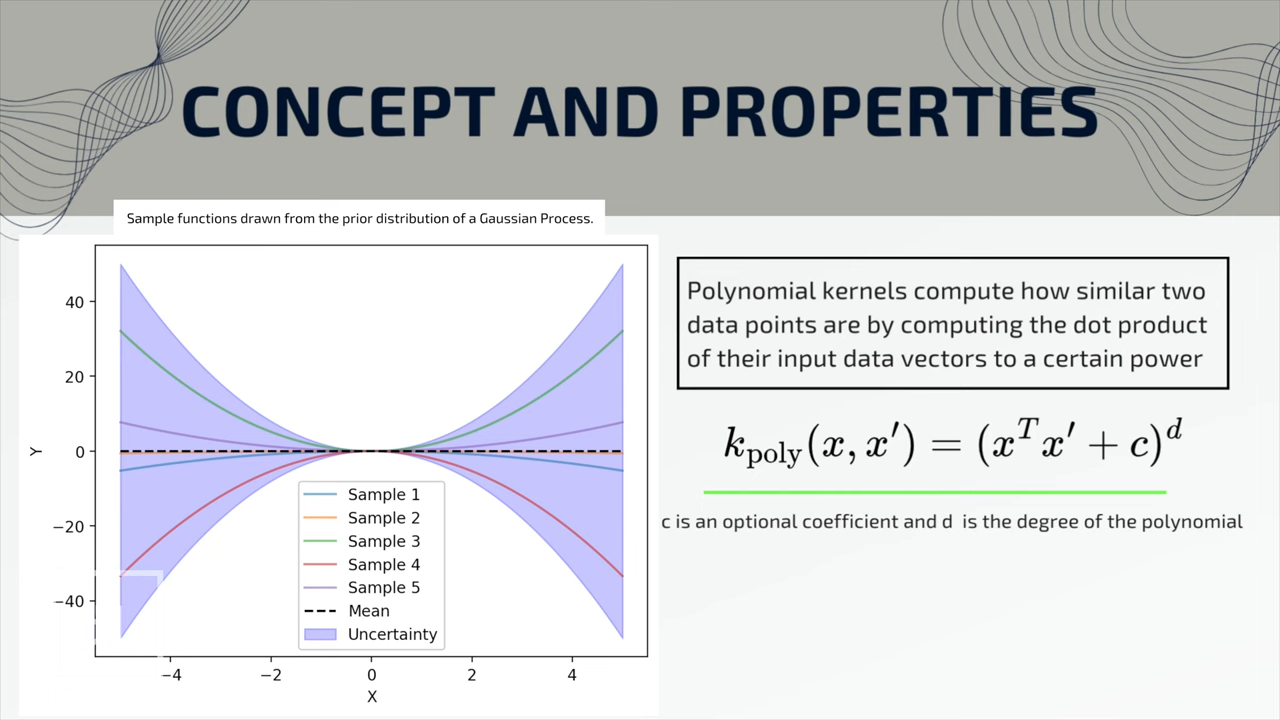 CONCEPT AND PROPERTIES
Sample functions drawn from the prior distribution of a Gaussian Process.
Y
40
20
0
−20
−40
−4
−2
0
2
4
X
Sample 1
Sample 2
Sample 3
Sample 4
Sample 5
Mean
Uncertainty
Polynomial kernels compute how similar two
data points are by computing the dot product
of their input data vectors to a certain power
k_poly(x, x′) = (x^T x′ + c)^d
c is an optional coefficient and d is the degree of the polynomial